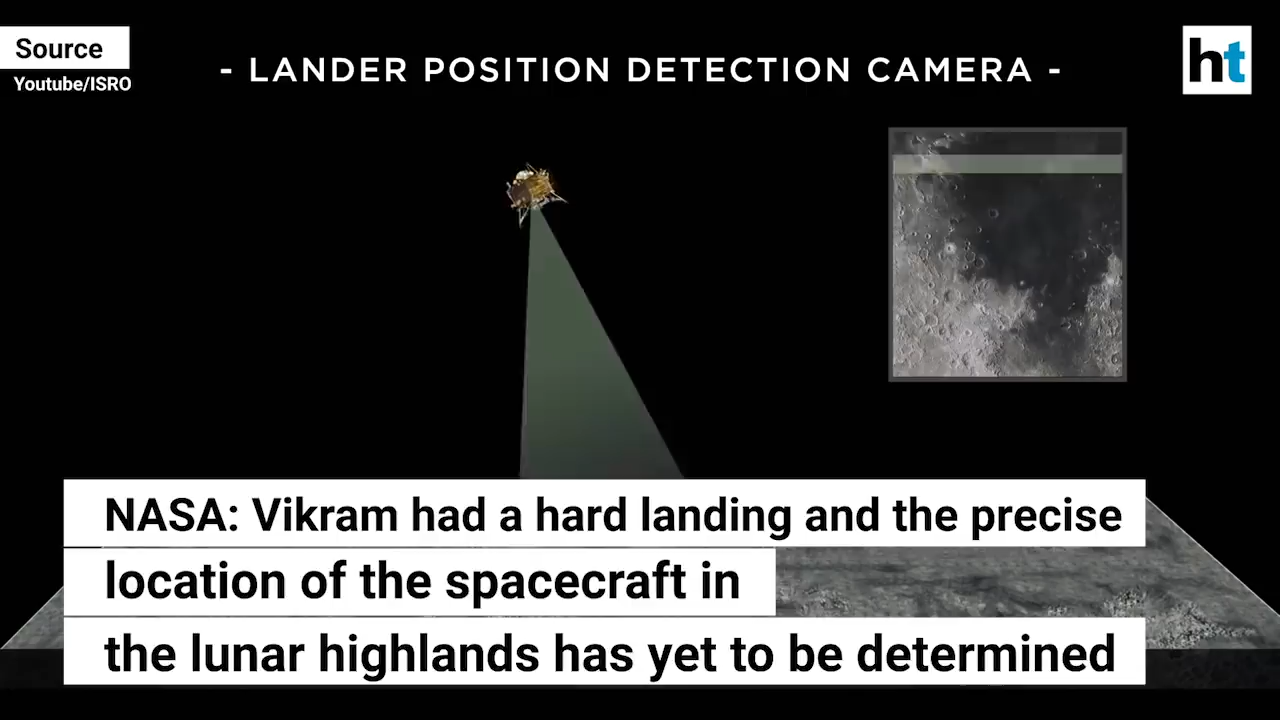 Source
Youtube/ISRO
- LANDER POSITION DETECTION CAMERA -
ht
NASA: Vikram had a hard landing and the precise
location of the spacecraft in
the lunar highlands has yet to be determined